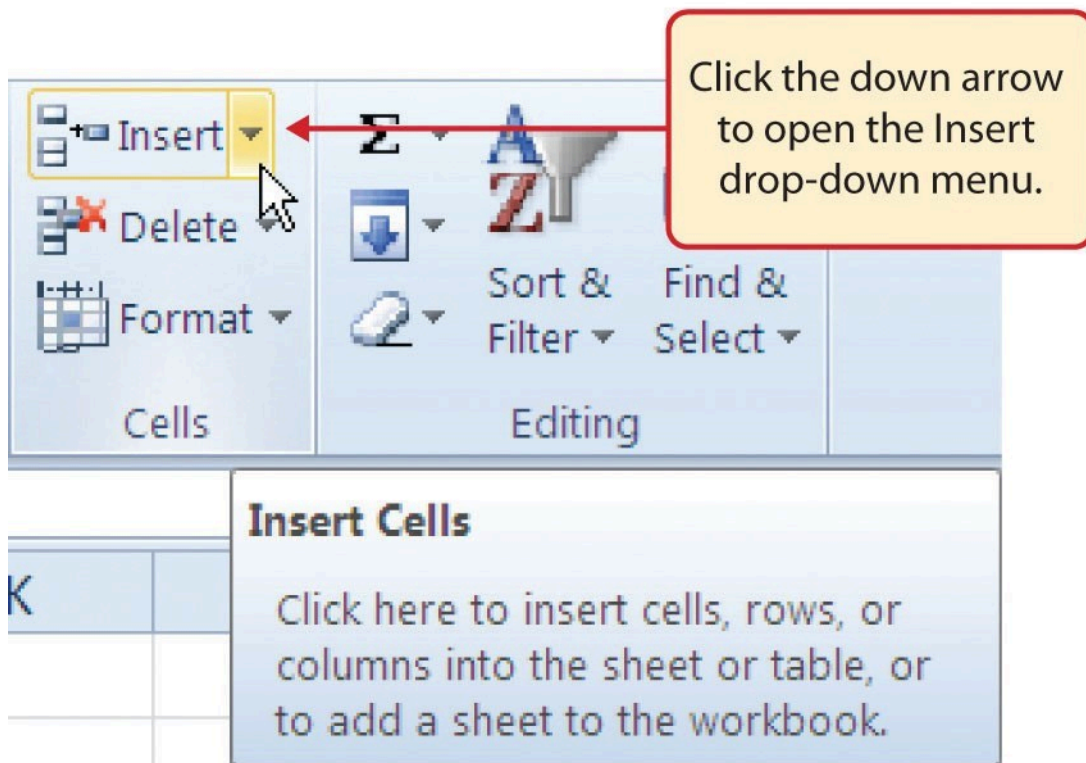 Click the down arrow
to open the Insert
drop-down menu.
Insert
Delete
Format
Cells
Σ
A
Z
Sort &
Filter
Find &
Select
Editing
Insert Cells
Click here to insert cells, rows, or
columns into the sheet or table, or
to add a sheet to the workbook.
K